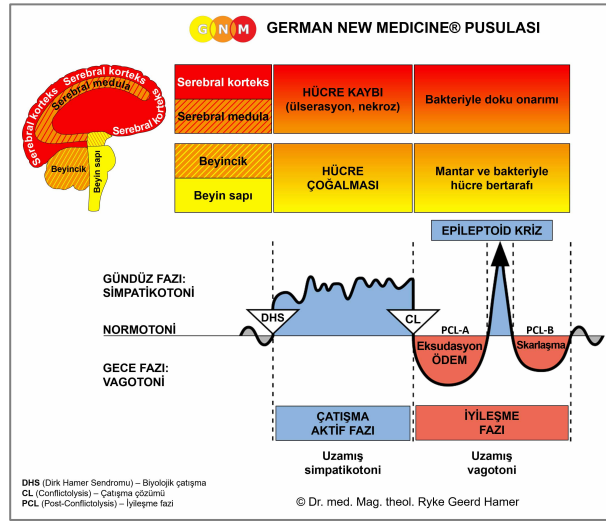 G N M
GERMAN NEW MEDICINE® PUSULASI
Serebral korteks
Serebral korteks
Serebral korteks
Serebral korteks
Serebral medula
Beyincik
Beyin sapı
Serebral korteks
Serebral medula
HÜCRE KAYBI
(ülserasyon, nekroz)
Bakteriyle doku onarımı
Beyincik
Beyin sapı
HÜCRE
ÇOĞALMASI
Mantar ve bakteriyle
hücre bertarafı
EPİLEPTOİD KRİZ
GÜNDÜZ FAZI:
SİMPATİKOTONİ
DHS
CL
NORMOTONİ
PCL-A
PCL-B
Eksudasyon
ÖDEM
Skarlaşma
GECE FAZI:
VAGOTONİ
ÇATIŞMA
AKTİF FAZI
İYİLEŞME
FAZI
Uzamış
simpatikotoni
Uzamış
vagotoni
DHS (Dirk Hamer Sendromu) – Biyolojik çatışma
CL (Conflictolysis) – Çatışma çözümü
PCL (Post-Conflictolysis) – İyileşme fazi
© Dr. med. Mag. theol. Ryke Geerd Hamer